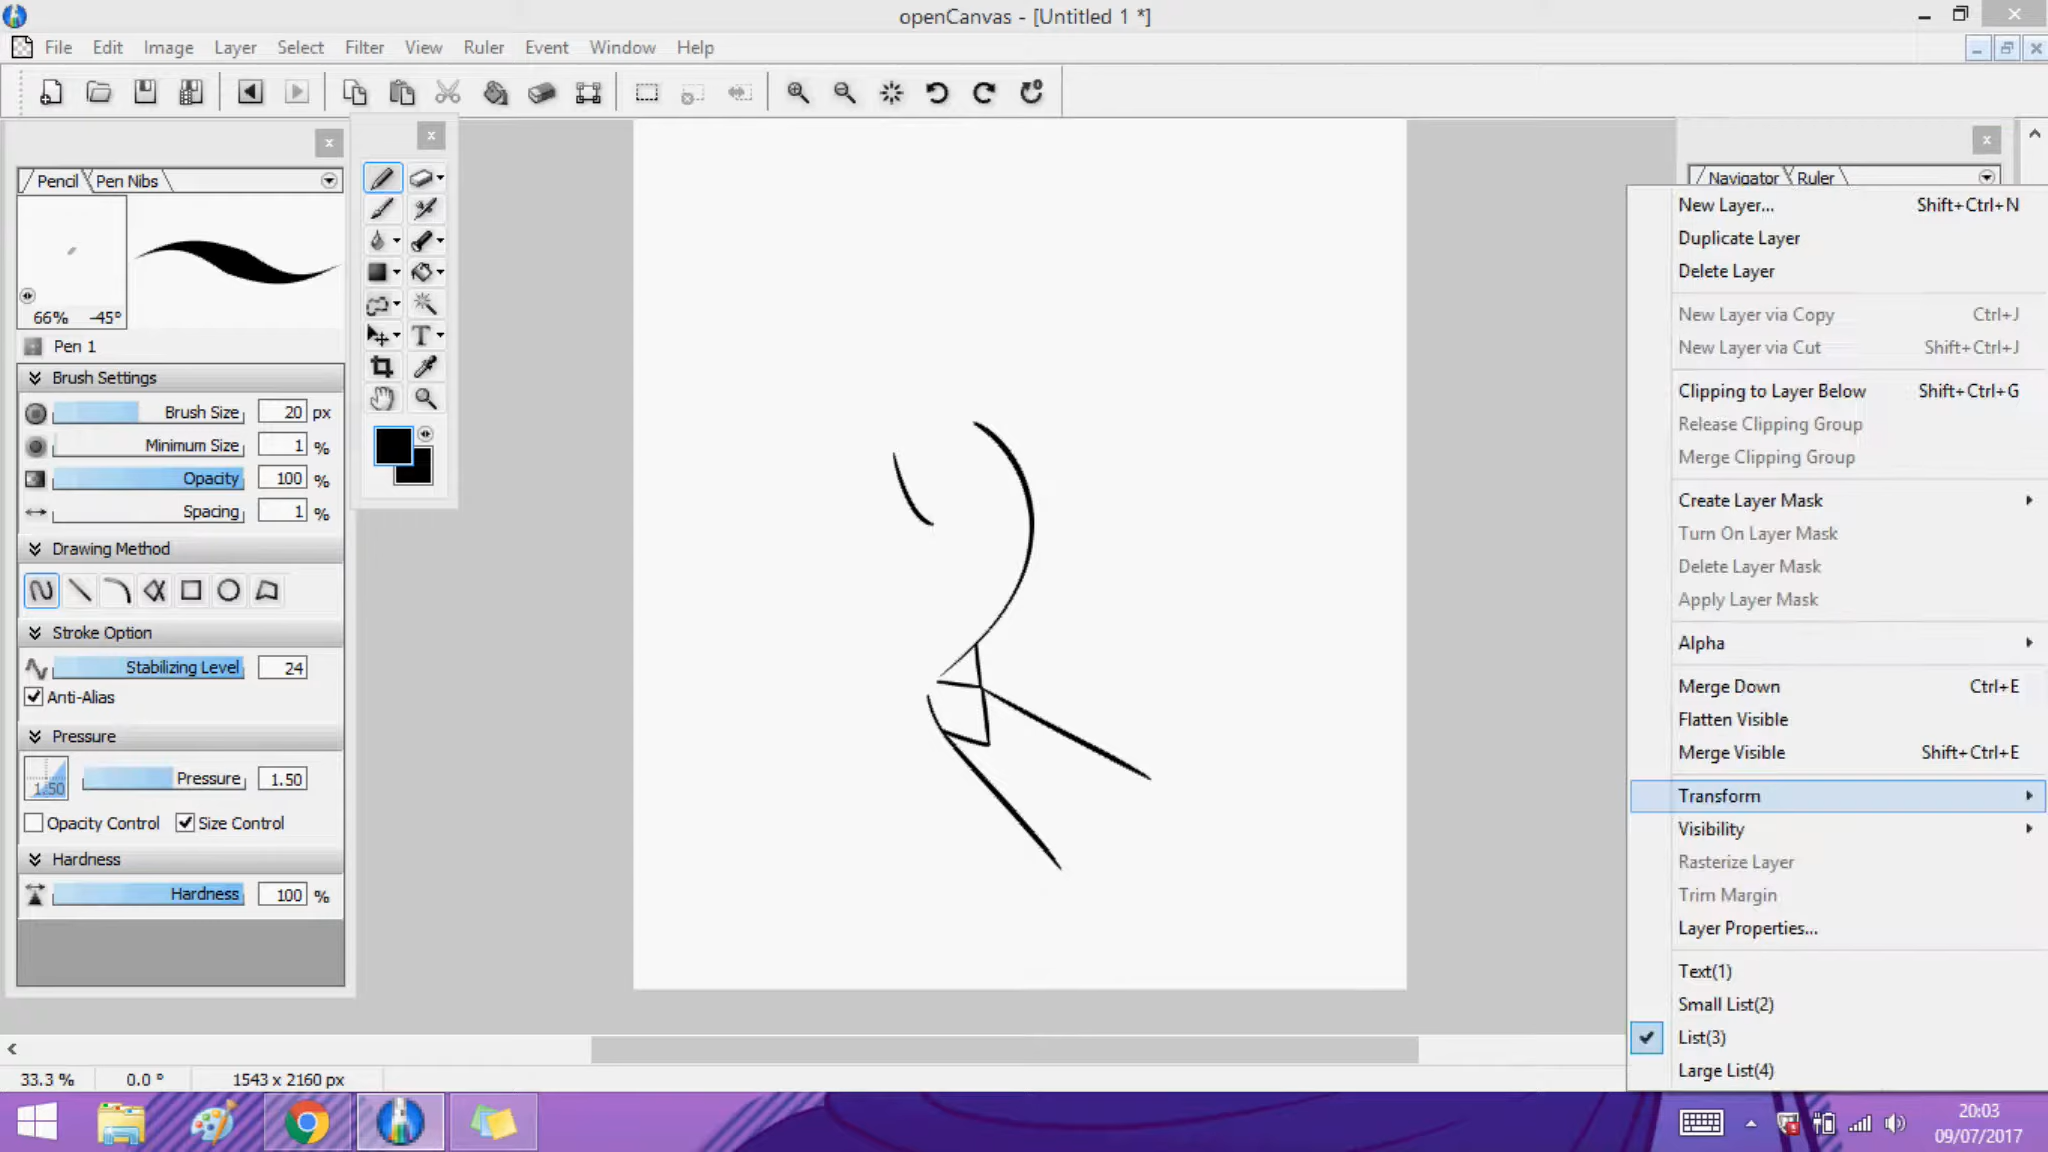 openCanvas - [Untitled 1 *]
File Edit Image Layer Select Filter View Ruler Event Window Help
Pencil Pen Nibs
66% -45°
Pen 1
Brush Settings
Brush Size 20 px
Minimum Size 1 %
Opacity 100 %
Spacing 1 %
Drawing Method
Stroke Option
Stabilizing Level 24
Anti-Alias
Pressure
1.50 Pressure 1.50
Opacity Control Size Control
Hardness
Hardness 100 %
T
Navigator Ruler
New Layer... Shift+Ctrl+N
Duplicate Layer
Delete Layer
New Layer via Copy Ctrl+J
New Layer via Cut Shift+Ctrl+J
Clipping to Layer Below Shift+Ctrl+G
Release Clipping Group
Merge Clipping Group
Create Layer Mask
Turn On Layer Mask
Delete Layer Mask
Apply Layer Mask
Alpha
Merge Down Ctrl+E
Flatten Visible
Merge Visible Shift+Ctrl+E
Transform
Visibility
Rasterize Layer
Trim Margin
Layer Properties...
Text(1)
Small List(2)
List(3)
Large List(4)
33.3 % 0.0 ° 1543 x 2160 px
20:03
09/07/2017